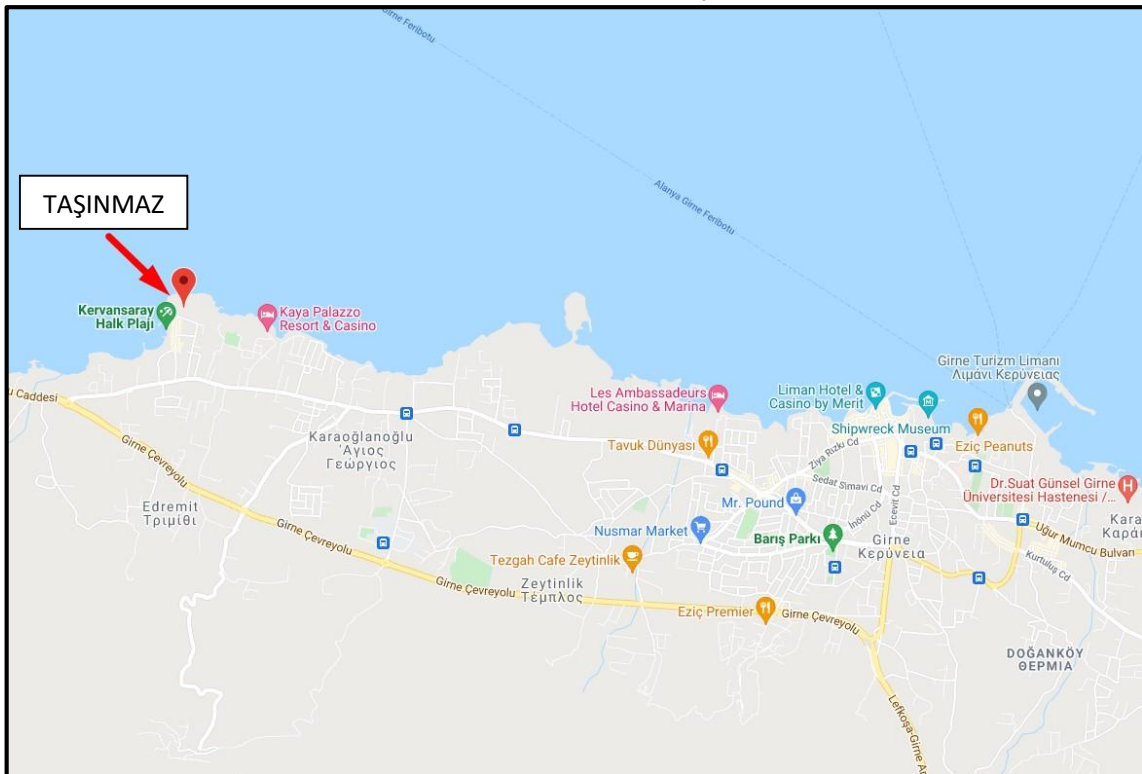 Girne Feribotu
Alanya Girne Feribotu
TAŞINMAZ
Kervansaray
Halk Plajı
Kaya Palazzo
Resort & Casino
Girne Turizm Limanı
Λιμάνι Κερύνειας
Les Ambassadeurs
Hotel Casino & Marina
Liman Hotel &
Casino by Merit
Shipwreck Museum
Eziç Peanuts
Caddesi
Girne Çevreyolu
Karaoğlanoğlu
Άγιος
Γεώργιος
Tavuk Dünyası
Ziya Rızkı Cd
Sedat Simavi Cd
Ecevit Cd
İnönü Cd
Mr. Pound
Dr.Suat Günsel Girne
Üniversitesi Hastenesi /...
Edremit
Τριμίθι
Nusmar Market
Barış Parkı
Girne
Κερύνεια
Uğur Mumcu Bulvarı
Kara
Καρά
Kurtuluş Cd
Girne Çevreyolu
Tezgah Cafe Zeytinlik
Zeytinlik
Τέμπλος
Girne Çevreyolu
Eziç Premier
Girne Çevreyolu
DOĞANKÖY
ΘΕΡΜΙΑ
Lefkoşa-Girne An